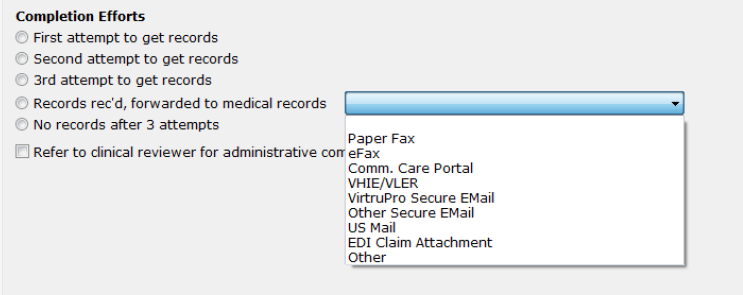 Completion Efforts
First attempt to get records
Second attempt to get records
3rd attempt to get records
Records rec'd, forwarded to medical records
No records after 3 attempts
Refer to clinical reviewer for administrative com
Paper Fax
eFax
Comm. Care Portal
VHIE/VLER
VirtruPro Secure EMail
Other Secure EMail
US Mail
EDI Claim Attachment
Other